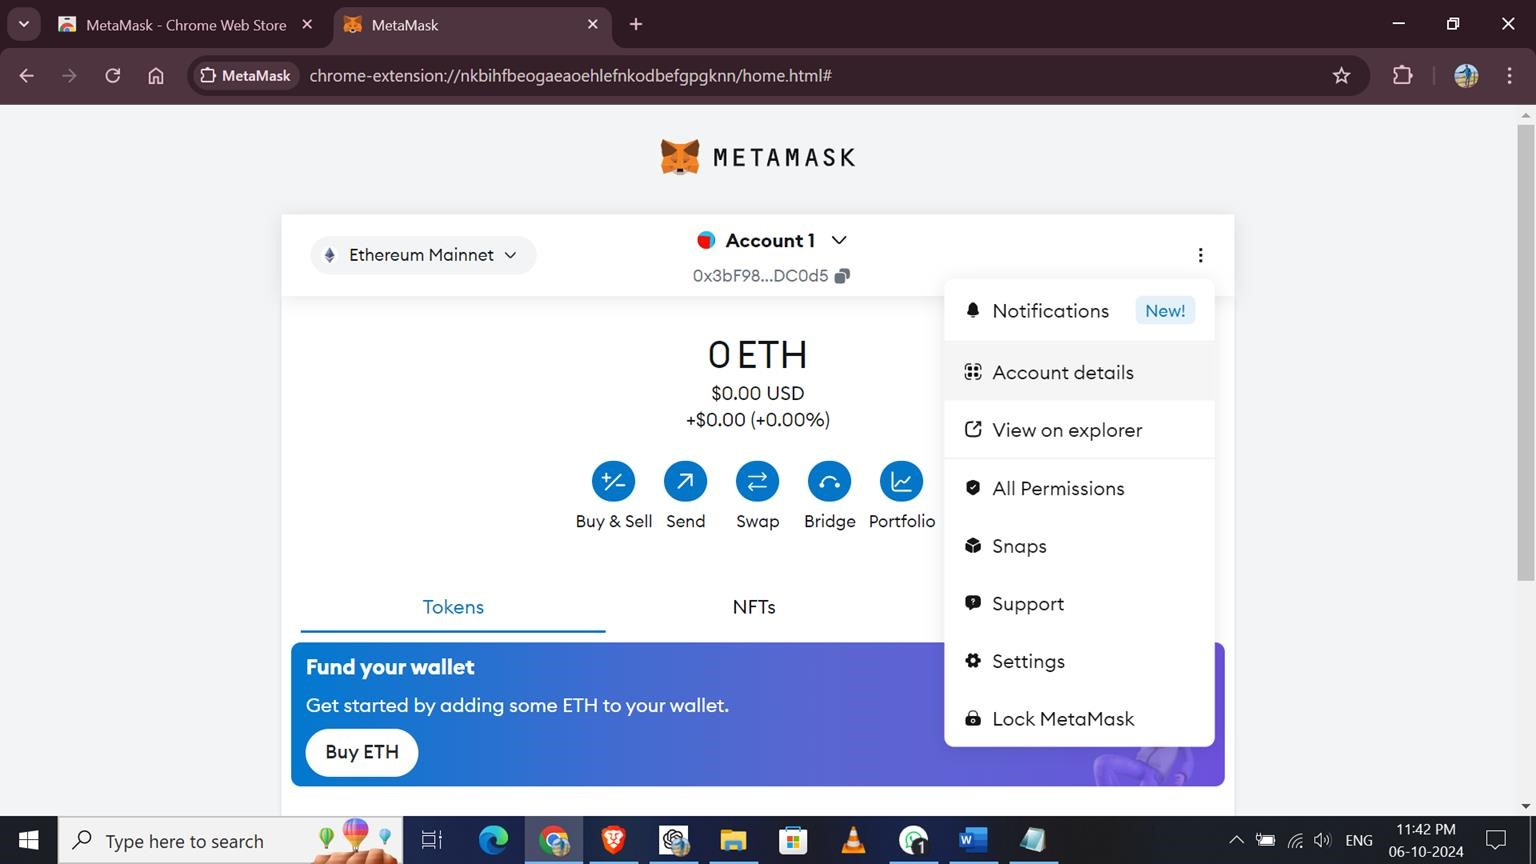 MetaMask - Chrome Web Store
MetaMask
MetaMask
chrome-extension://nkbihfbeogaeaoehlefnkodbefgpgknn/home.html#
METAMASK
Ethereum Mainnet
Account 1
0x3bF98...DC0d5
Notifications New!
Account details
View on explorer
All Permissions
Snaps
Support
Settings
Lock MetaMask
0 ETH
$0.00 USD
+$0.00 (+0.00%)
Buy & Sell Send Swap Bridge Portfolio
Tokens NFTs
Fund your wallet
Get started by adding some ETH to your wallet.
Buy ETH
Type here to search
1
W
ENG
11:42 PM
06-10-2024